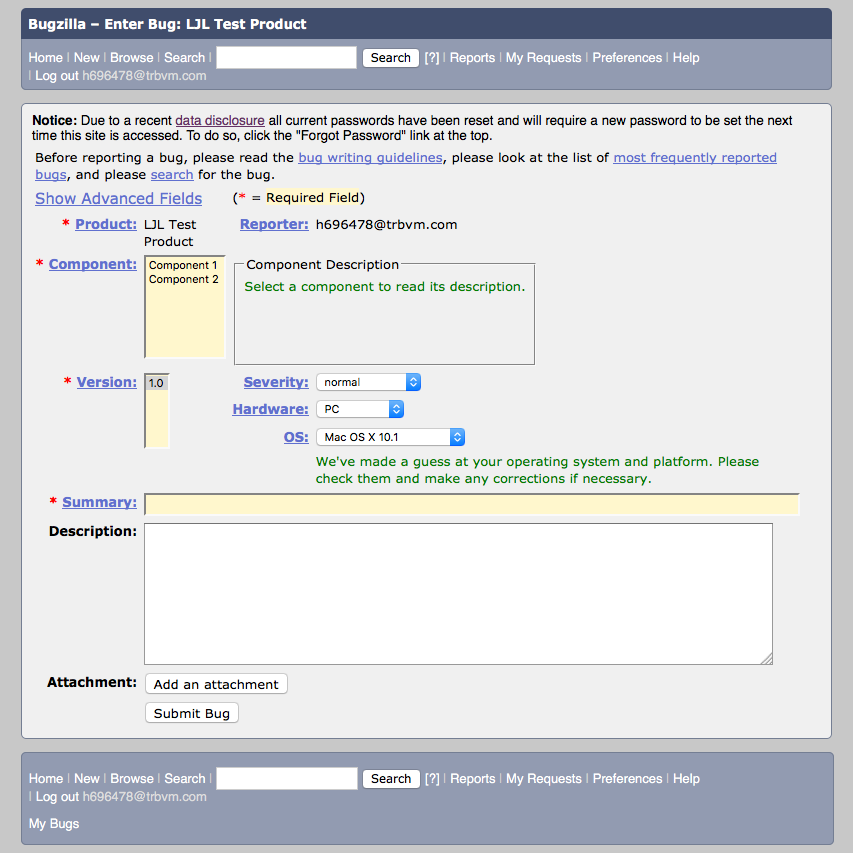 Bugzilla – Enter Bug: LJL Test Product
Home | New | Browse | Search | Search [?] | Reports | My Requests | Preferences | Help
| Log out h696478@trbvm.com
Notice: Due to a recent data disclosure all current passwords have been reset and will require a new password to be set the next
time this site is accessed. To do so, click the "Forgot Password" link at the top.
Before reporting a bug, please read the bug writing guidelines, please look at the list of most frequently reported
bugs, and please search for the bug.
Show Advanced Fields (* = Required Field)
* Product: LJL Test Reporter: h696478@trbvm.com
Product
* Component: Component 1 Component Description
Component 2 Select a component to read its description.
* Version: 1.0 Severity: normal
Hardware: PC
OS: Mac OS X 10.1
We've made a guess at your operating system and platform. Please
check them and make any corrections if necessary.
* Summary:
Description:
Attachment: Add an attachment
Submit Bug
Home | New | Browse | Search | Search [?] | Reports | My Requests | Preferences | Help
| Log out h696478@trbvm.com
My Bugs